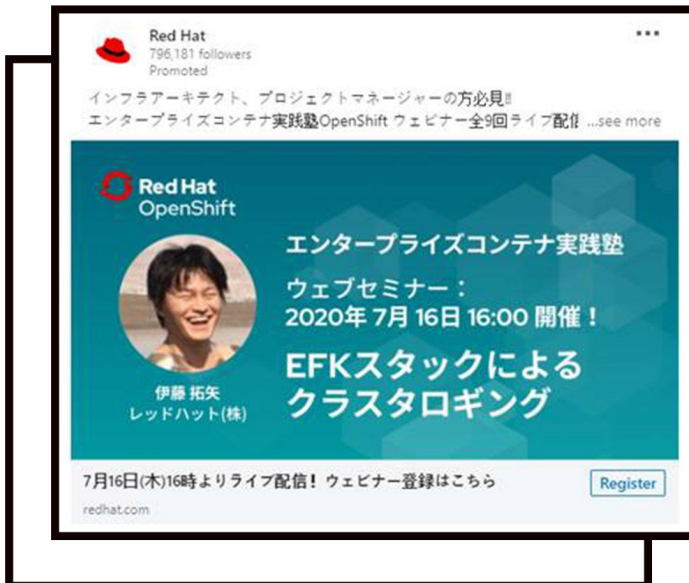 Red Hat
796,181 followers
Promoted
インフラアーキテクト、プロジェクトマネージャーの方必見!!
エンタープライズコンテナ実践塾OpenShift ウェビナー全9回ライブ配信 ...see more
Red Hat
OpenShift
エンタープライズコンテナ実践塾
ウェブセミナー：
2020年 7月 16日 16:00 開催！
EFKスタックによる
クラスタロギング
伊藤 拓矢
レッドハット(株)
7月16日(木)16時よりライブ配信！ウェビナー登録はこちら
Register
redhat.com